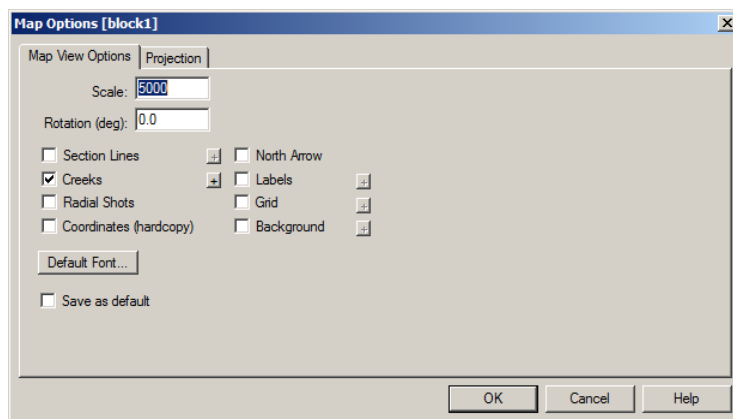 Map Options [block1]
Map View Options Projection
Scale: 5000
Rotation (deg): 0.0
Section Lines + North Arrow
Creeks + Labels +
Radial Shots Grid +
Coordinates (hardcopy) Background +
Default Font...
Save as default
OK Cancel Help